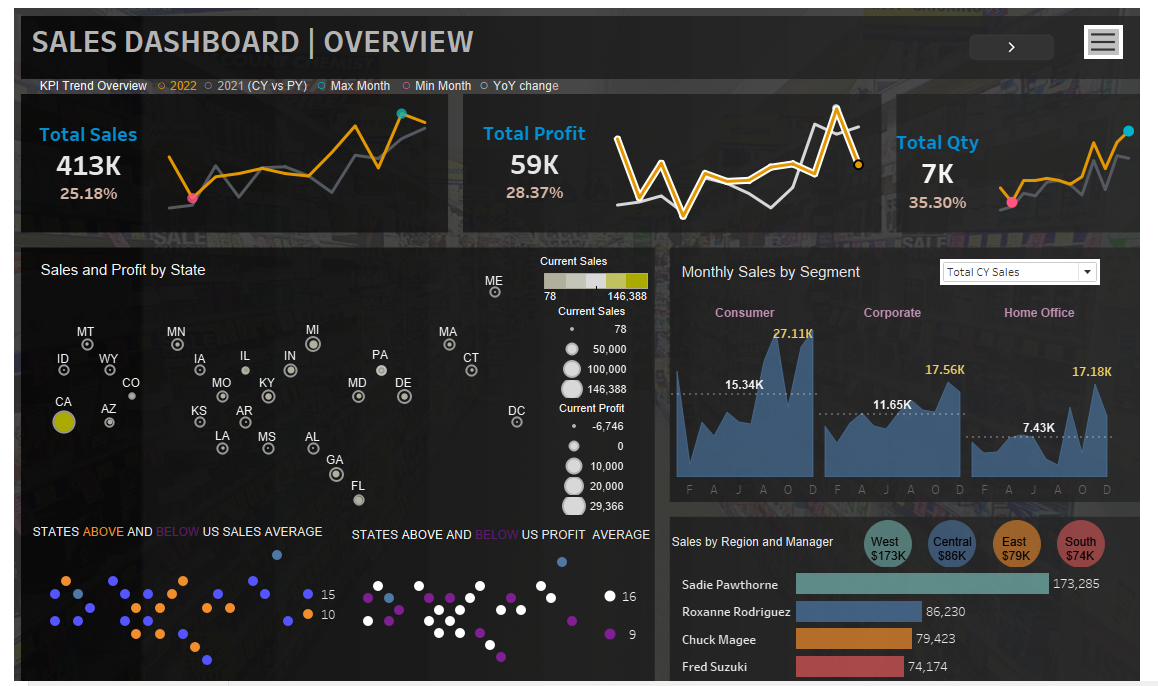 SALES DASHBOARD | OVERVIEW
KPI Trend Overview 2022 2021 (CY vs PY) Max Month Min Month YoY change
Total Sales
413K
25.18%
Total Profit
59K
28.37%
Total Qty
7K
35.30%
SALE
SALE
Sales and Profit by State
ME
MT MN MI MA
ID WY IA IL IN PA CT
CO MO KY MD DE
CA AZ KS AR DC
LA MS AL
GA
FL
Current Sales
78 146,388
Current Sales
78
50,000
100,000
146,388
Current Profit
-6,746
0
10,000
20,000
29,366
Monthly Sales by Segment
Total CY Sales
Consumer Corporate Home Office
27.11K
15.34K
17.56K
11.65K
17.18K
7.43K
F A J A O D F A J A O D F A J A O D
STATES ABOVE AND BELOW US SALES AVERAGE
15
10
STATES ABOVE AND BELOW US PROFIT AVERAGE
16
9
Sales by Region and Manager
West
$173K
Central
$86K
East
$79K
South
$74K
Sadie Pawthorne 173,285
Roxanne Rodriguez 86,230
Chuck Magee 79,423
Fred Suzuki 74,174